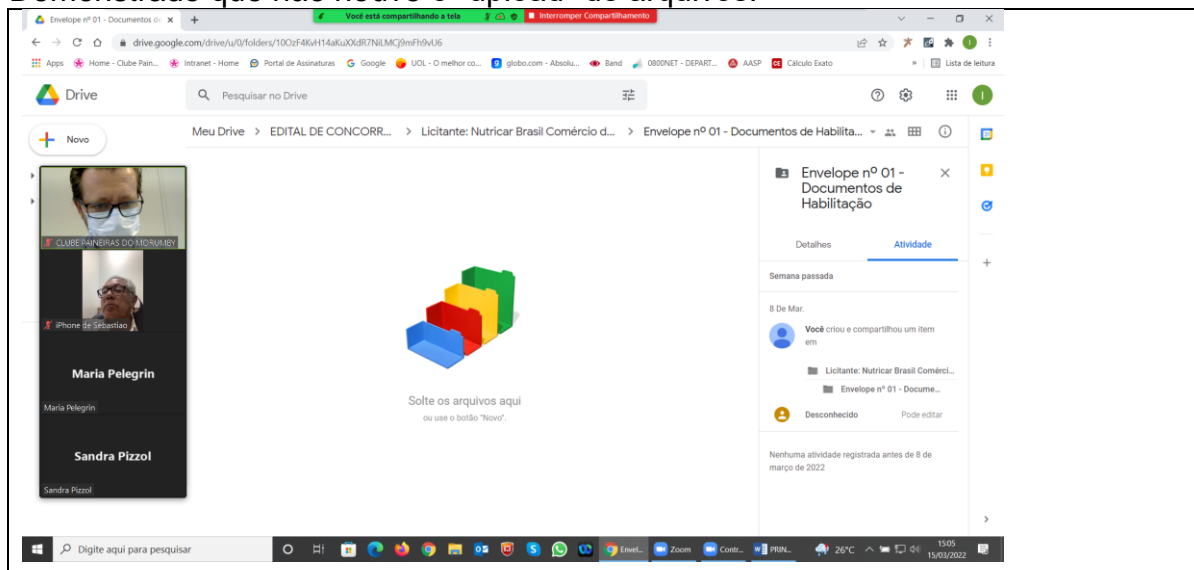 Demonstrado que não houve o "upload" de arquivos.
Envelope nº 01 - Documentos de
Você está compartilhando a tela
Interromper Compartilhamento
drive.google.com/drive/u/0/folders/
Apps
Home - Clube Pain...
Intranet - Home
Portal de Assinaturas
Google
UOL - O melhor co...
globo.com - Absolu...
Band
0800NET - DEPART...
AASP
CE Cálculo Exato
»
Lista de leitura
Drive
Pesquisar no Drive
I
Novo
Meu Drive > EDITAL DE CONCORR... > Licitante: Nutricar Brasil Comércio d... > Envelope nº 01 - Documentos de Habilita...
CLUBE PAINEIRAS DO MORUMBY
iPhone de Sebastiao
Maria Pelegrin
Maria Pelegrin
Sandra Pizzol
Sandra Pizzol
Solte os arquivos aqui
ou use o botão "Novo".
Envelope nº 01 -
Documentos de
Habilitação
Detalhes
Atividade
Semana passada
8 De Mar.
Você criou e compartilhou um item
em
Licitante: Nutricar Brasil Comérci...
Envelope nº 01 - Docume...
Desconhecido
Pode editar
Nenhuma atividade registrada antes de 8 de
março de 2022
Digite aqui para pesquisar
Envel...
Zoom
Contr...
PRIN...
26°C
15:05
15/03/2022